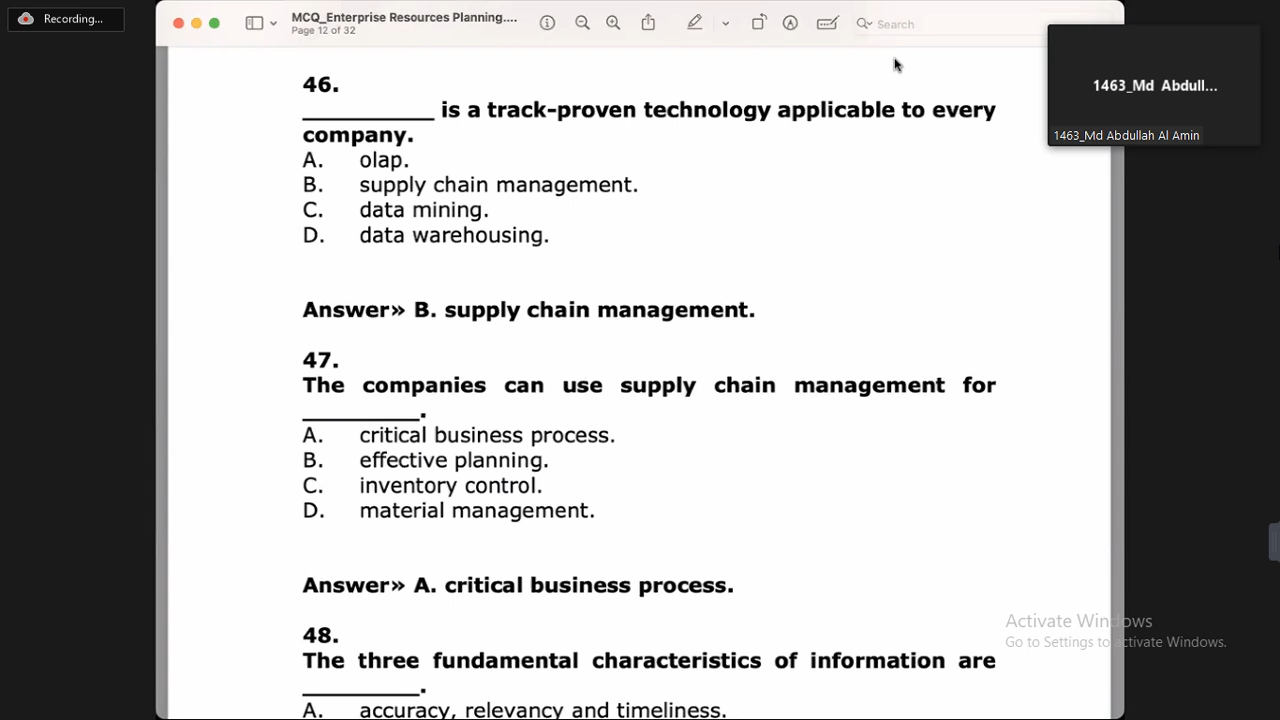 Recording...
MCQ_Enterprise Resources Planning....
Page 12 of 32
Search
1463_Md Abdull...
1463_Md Abdullah Al Amin
46.
___________ is a track-proven technology applicable to every
company.
A. olap.
B. supply chain management.
C. data mining.
D. data warehousing.
Answer» B. supply chain management.
47.
The companies can use supply chain management for
__________.
A. critical business process.
B. effective planning.
C. inventory control.
D. material management.
Answer» A. critical business process.
48.
The three fundamental characteristics of information are
__________.
A. accuracy, relevancy and timeliness.
Activate Windows
Go to Settings to activate Windows.